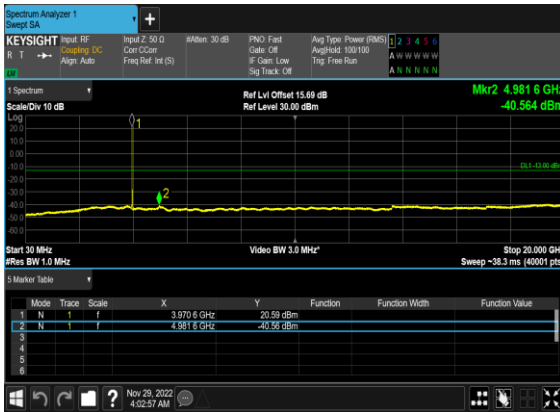 Spectrum Analyzer 1
Swept SA
KEYSIGHT Input: RF Input Z: 50 Ω #Atten: 30 dB PNO: Fast Avg Type: Power (RMS) 1 2 3 4 5 6
R T Coupling: DC Corr CCorr Gate: Off Avg|Hold: 100/100 A W W W W W
Align: Auto Freq Ref: Int (S) IF Gain: Low Trig: Free Run
Sig Track: Off A N N N N N
1 Spectrum Ref Lvl Offset 15.69 dB Mkr2 4.981 6 GHz
Scale/Div 10 dB Ref Level 30.00 dBm -40.564 dBm
Log
20.0
10.0
0.00
-10.0
-20.0
-30.0
-40.0
-50.0
-60.0
1
2
DL1 -13.00 dBm
Start 30 MHz Video BW 3.0 MHz* Stop 20.000 GHz
#Res BW 1.0 MHz Sweep ~38.3 ms (40001 pts)
5 Marker Table
Mode Trace Scale X Y Function Function Width Function Value
1 N 1 f 3.970 6 GHz 20.59 dBm
2 N 1 f 4.981 6 GHz -40.56 dBm
3
4
5
6
Nov 29, 2022
4:02:57 AM